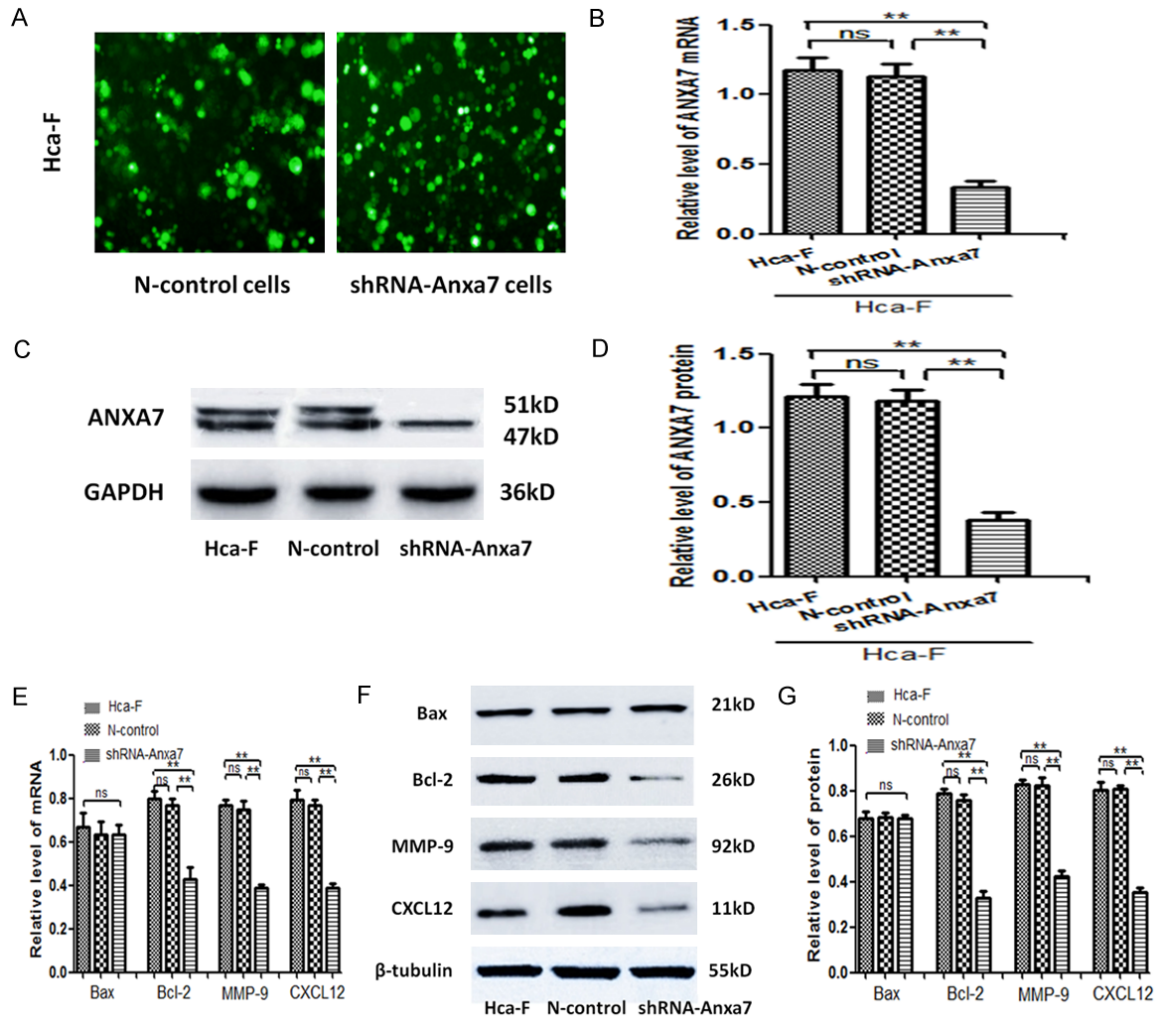 A
Hca-F
N-control cells
shRNA-Anxa7 cells
B
Relative level of ANXA7 mRNA
1.5
1.0
0.5
0.0
**
ns
**
Hca-F
N-control
shRNA-Anxa7
Hca-F
C
ANXA7
51kD
47kD
GAPDH
36kD
Hca-F N-control shRNA-Anxa7
D
Relative level of ANXA7 protein
1.5
1.0
0.5
0.0
**
ns
**
Hca-F
N-control
shRNA-Anxa7
Hca-F
E
Hca-F
N-control
shRNA-Anxa7
Relative level of mRNA
1.0
0.8
0.6
0.4
0.2
0.0
ns
**
ns
**
**
ns
**
**
ns
**
Bax Bcl-2 MMP-9 CXCL12
F
Bax
21kD
Bcl-2
26kD
MMP-9
92kD
CXCL12
11kD
β-tubulin
55kD
Hca-F N-control shRNA-Anxa7
G
Hca-F
N-control
shRNA-Anxa7
Relative level of protein
1.0
0.8
0.6
0.4
0.2
0.0
ns
**
ns
**
**
ns
**
**
ns
**
Bax Bcl-2 MMP-9 CXCL12